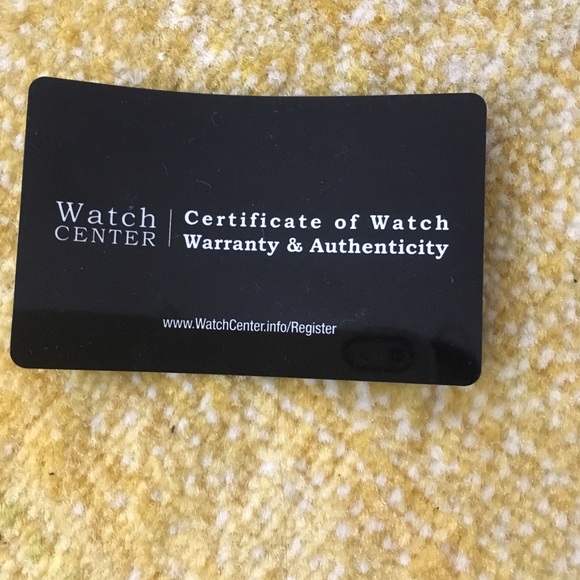 Watch
CENTER
Certificate of Watch
Warranty & Authenticity
www.WatchCenter.info/Register